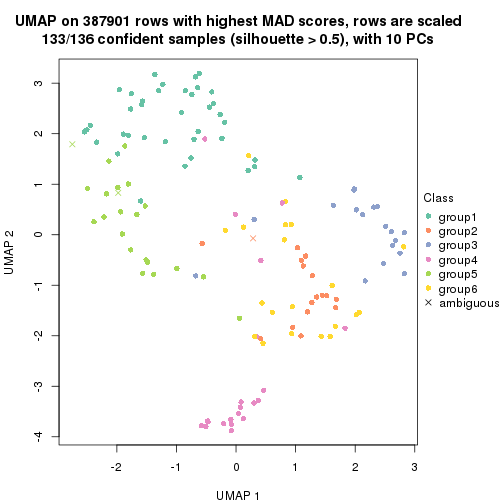 UMAP on 387901 rows with highest MAD scores, rows are scaled
133/136 confident samples (silhouette > 0.5), with 10 PCs
3
2
1
0
-1
-2
-3
-4
UMAP 2
-2
-1
0
1
2
3
UMAP 1
Class
group1
group2
group3
group4
group5
group6
ambiguous